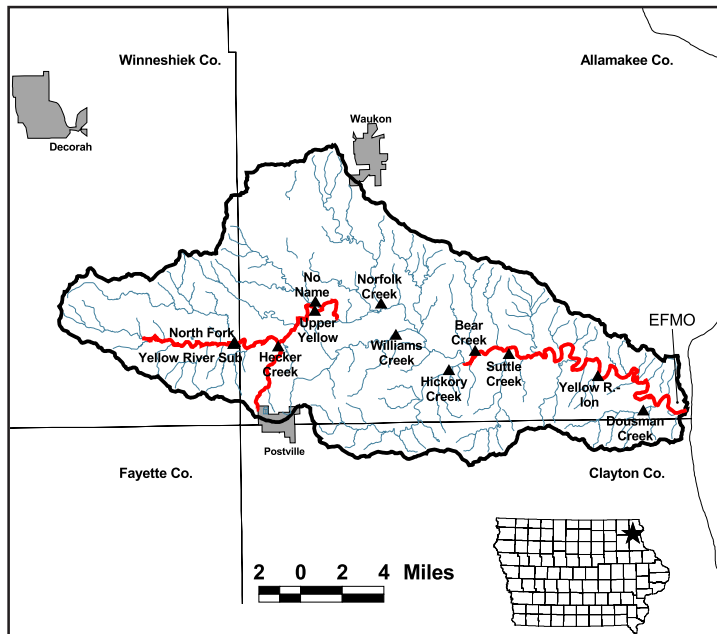 Winneshiek Co.
Allamakee Co.
Decorah
Waukon
No
Name
Norfolk
Creek
EFMO
North Fork
Upper
Yellow
Yellow River Sub
Hecker
Creek
Williams
Creek
Bear
Creek
Suttle
Creek
Hickory
Creek
Yellow R.-
Ion
Dousman
Creek
Postville
Fayette Co.
Clayton Co.
2 0 2 4 Miles